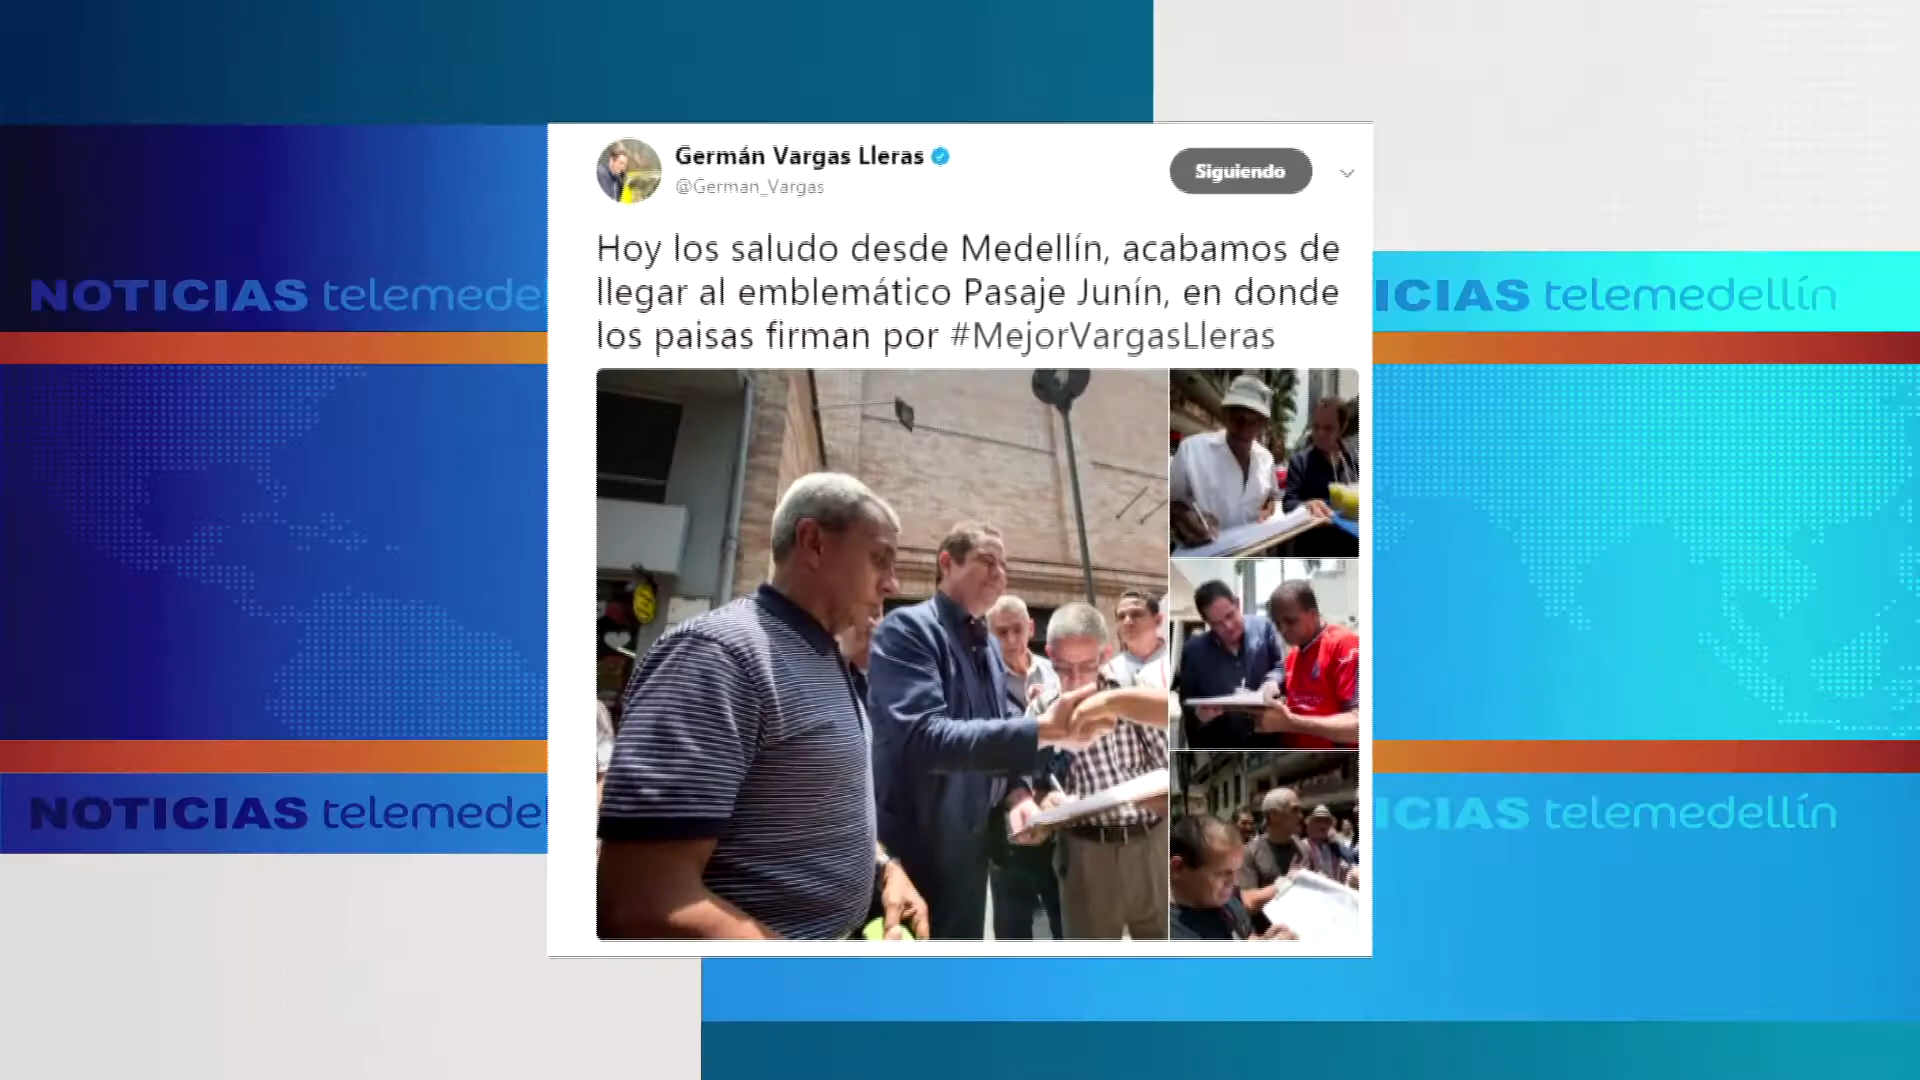 Germán Vargas Lleras
@German_Vargas
Siguiendo
Hoy los saludo desde Medellín, acabamos de
llegar al emblemático Pasaje Junín, en donde
los paisas firman por #MejorVargasLleras
NOTICIAS telemede
ICIAS telemedellín
NOTICIAS telemede
ICIAS telemedellín